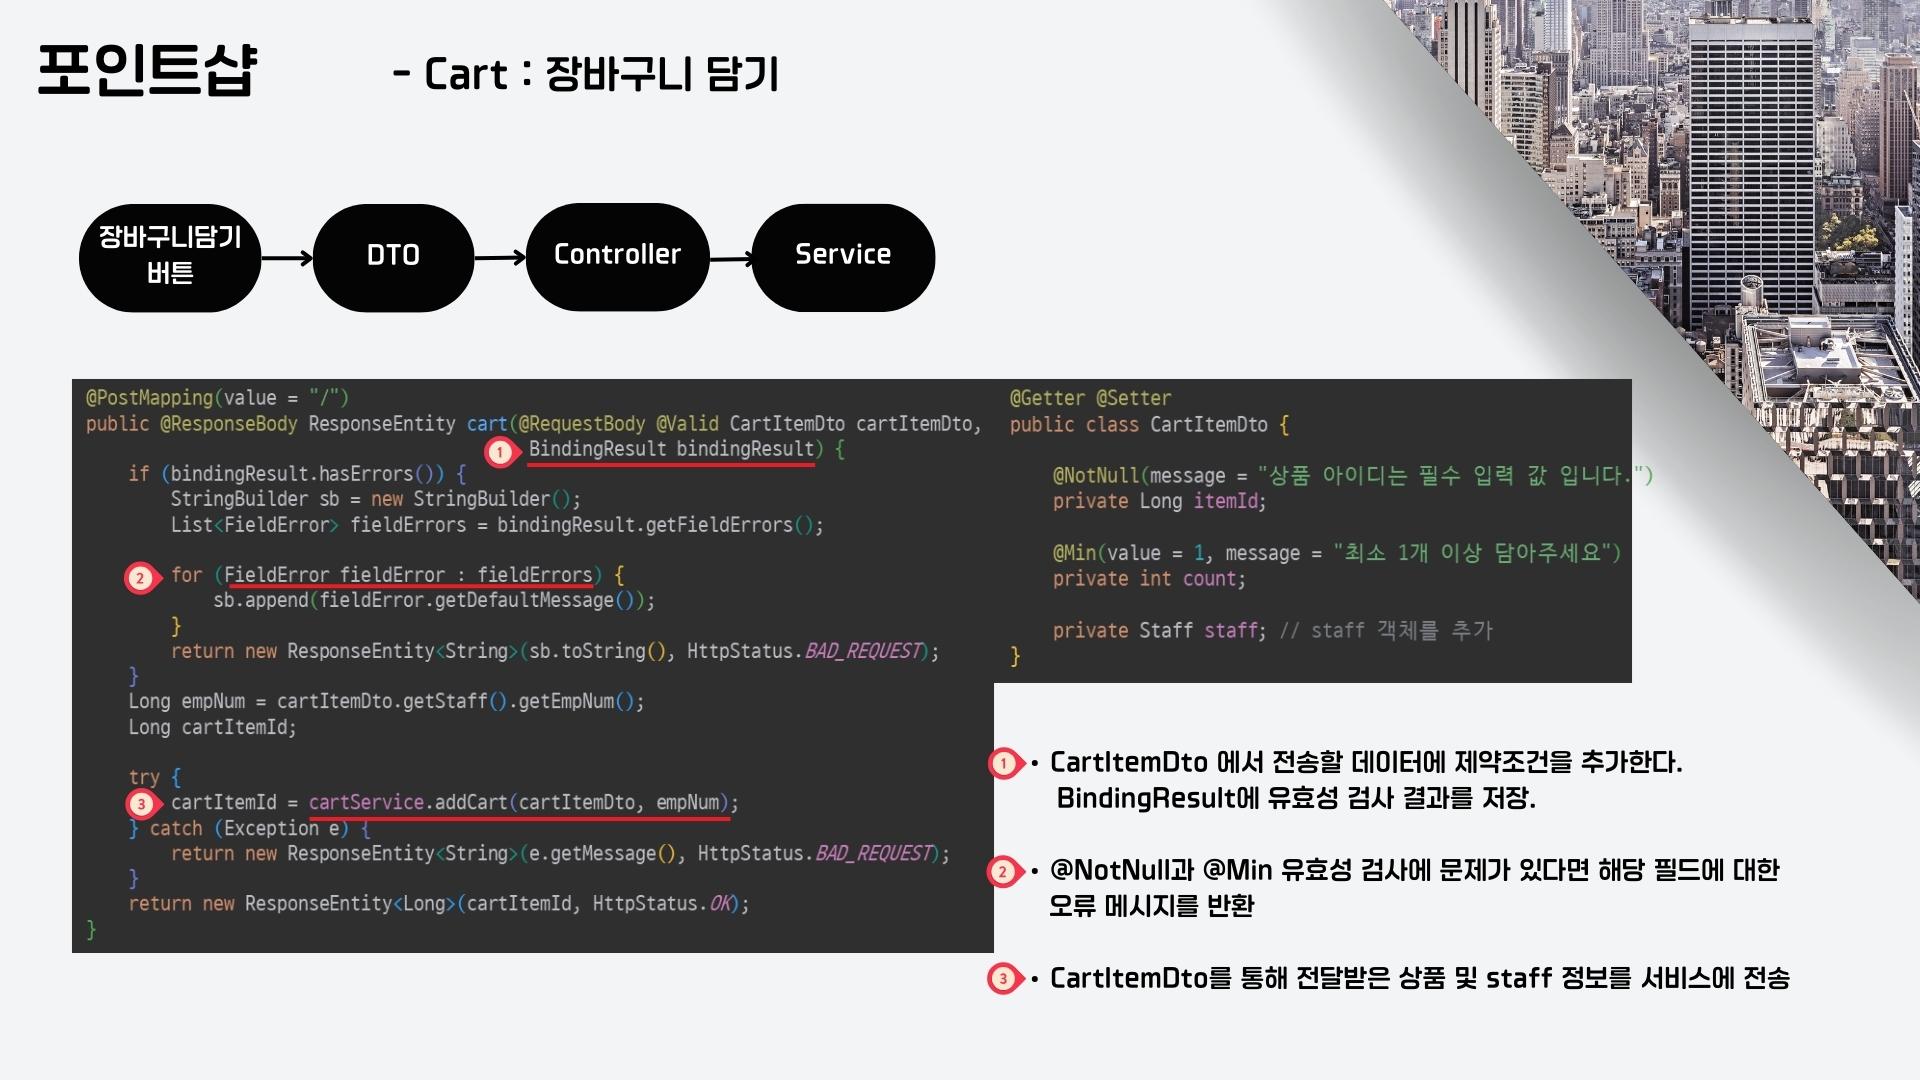 포인트샵
- Cart : 장바구니 담기
장바구니담기
버튼
DTO
Controller
Service
@PostMapping(value = "/")
public @ResponseBody ResponseEntity cart(@RequestBody @Valid CartItemDto cartItemDto,
1 BindingResult bindingResult) {
if (bindingResult.hasErrors()) {
StringBuilder sb = new StringBuilder();
List<FieldError> fieldErrors = bindingResult.getFieldErrors();
2 for (FieldError fieldError : fieldErrors) {
sb.append(fieldError.getDefaultMessage());
}
return new ResponseEntity<String>(sb.toString(), HttpStatus.BAD_REQUEST);
}
Long empNum = cartItemDto.getStaff().getEmpNum();
Long cartItemId;
try {
3 cartItemId = cartService.addCart(cartItemDto, empNum);
} catch (Exception e) {
return new ResponseEntity<String>(e.getMessage(), HttpStatus.BAD_REQUEST);
}
return new ResponseEntity<Long>(cartItemId, HttpStatus.OK);
}
@Getter @Setter
public class CartItemDto {
@NotNull(message = "상품 아이디는 필수 입력 값 입니다.")
private Long itemId;
@Min(value = 1, message = "최소 1개 이상 담아주세요")
private int count;
private Staff staff; // staff 객체를 추가
}
1 • CartItemDto 에서 전송할 데이터에 제약조건을 추가한다.
BindingResult에 유효성 검사 결과를 저장.
2 • @NotNull과 @Min 유효성 검사에 문제가 있다면 해당 필드에 대한
오류 메시지를 반환
3 • CartItemDto를 통해 전달받은 상품 및 staff 정보를 서비스에 전송